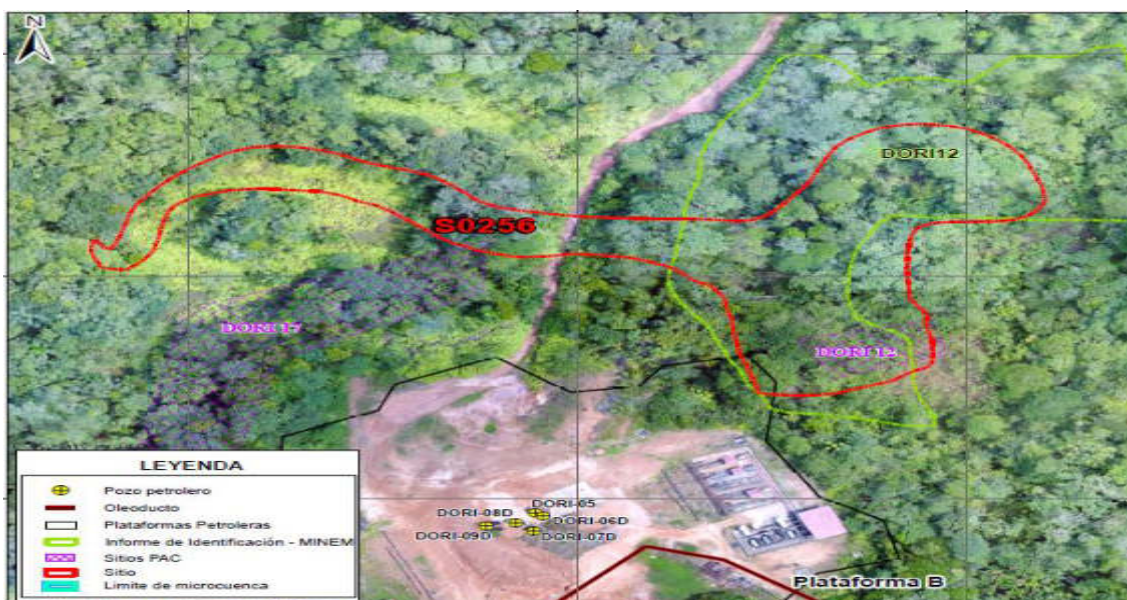 N
DORI12
S0256
DORI 17
DORI 12
LEYENDA
Pozo petrolero
Oleoducto
Plataformas Petroleras
Informe de Identificación - MINEM
Sitios PAC
Sitio
Limite de microcuenca
DORI-05
DORI-08D
DORI-06D
DORI-09D
DORI-07D
Plataforma B